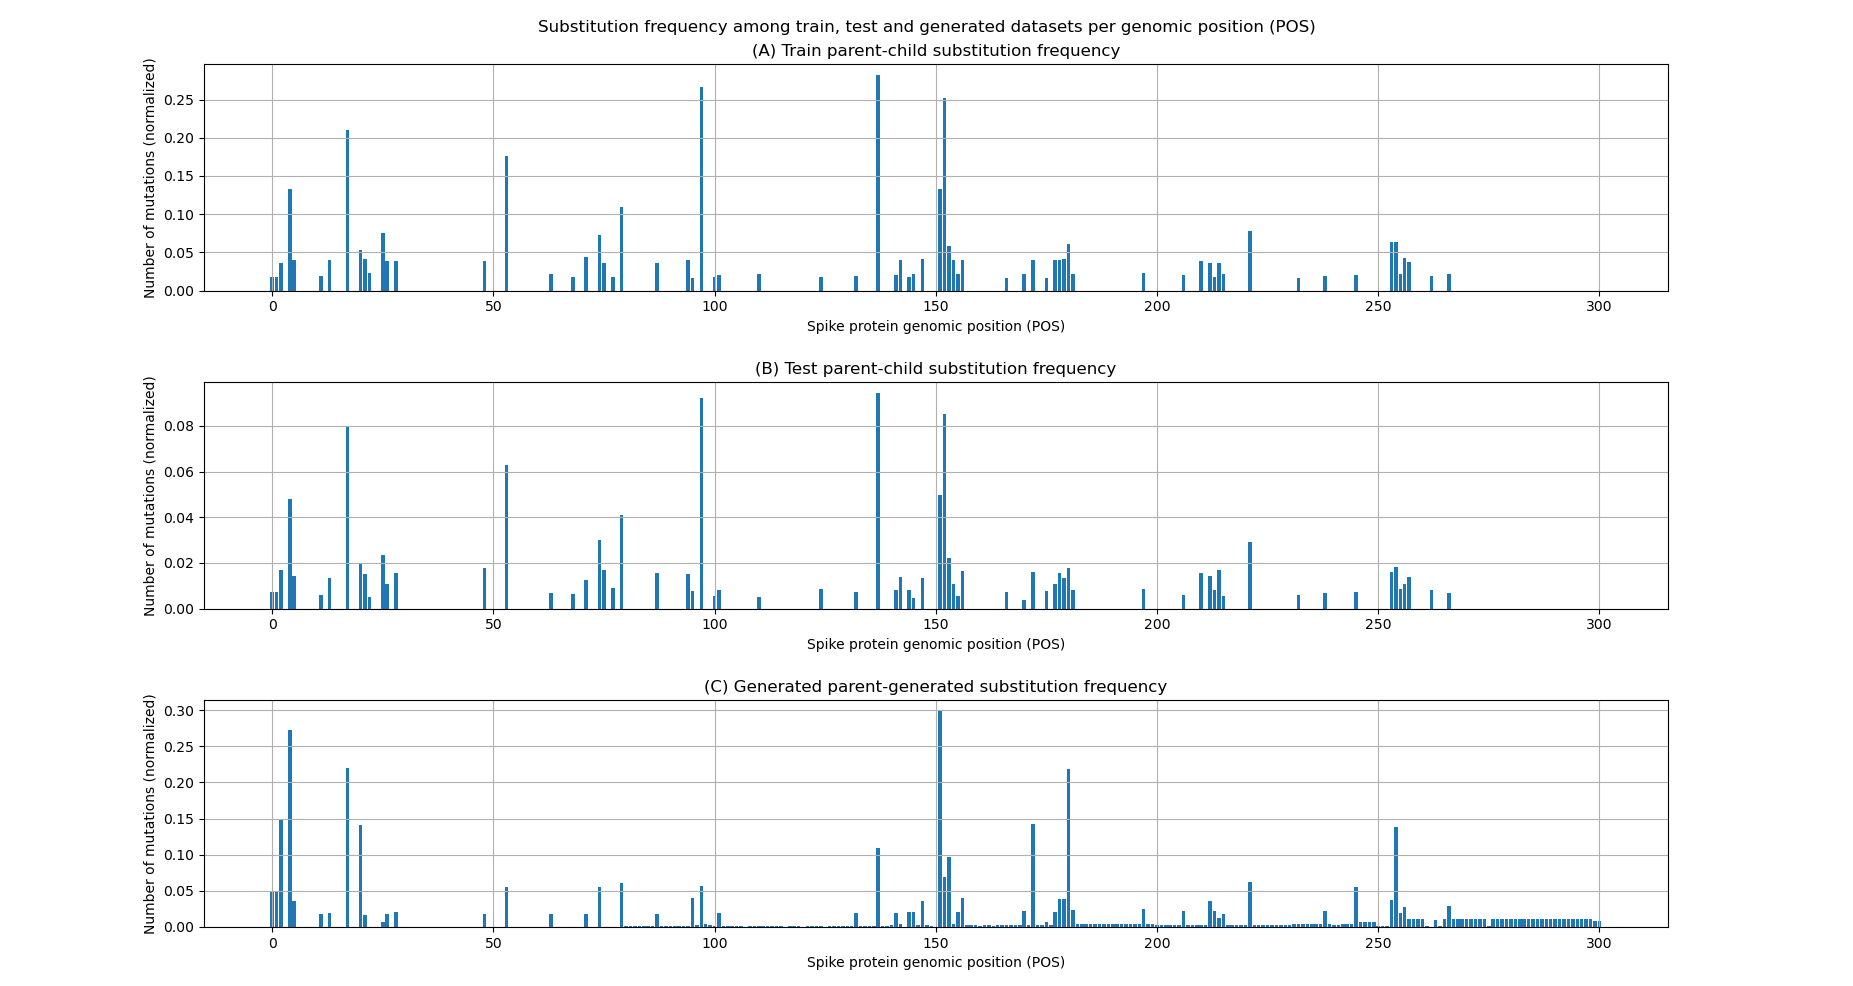 Substitution frequency among train, test and generated datasets per genomic position (POS)
(A) Train parent-child substitution frequency
Number of mutations (normalized)
0.25
0.20
0.15
0.10
0.05
0.00
0 50 100 150 200 250 300
Spike protein genomic position (POS)
(B) Test parent-child substitution frequency
Number of mutations (normalized)
0.08
0.06
0.04
0.02
0.00
0 50 100 150 200 250 300
Spike protein genomic position (POS)
(C) Generated parent-generated substitution frequency
Number of mutations (normalized)
0.30
0.25
0.20
0.15
0.10
0.05
0.00
0 50 100 150 200 250 300
Spike protein genomic position (POS)